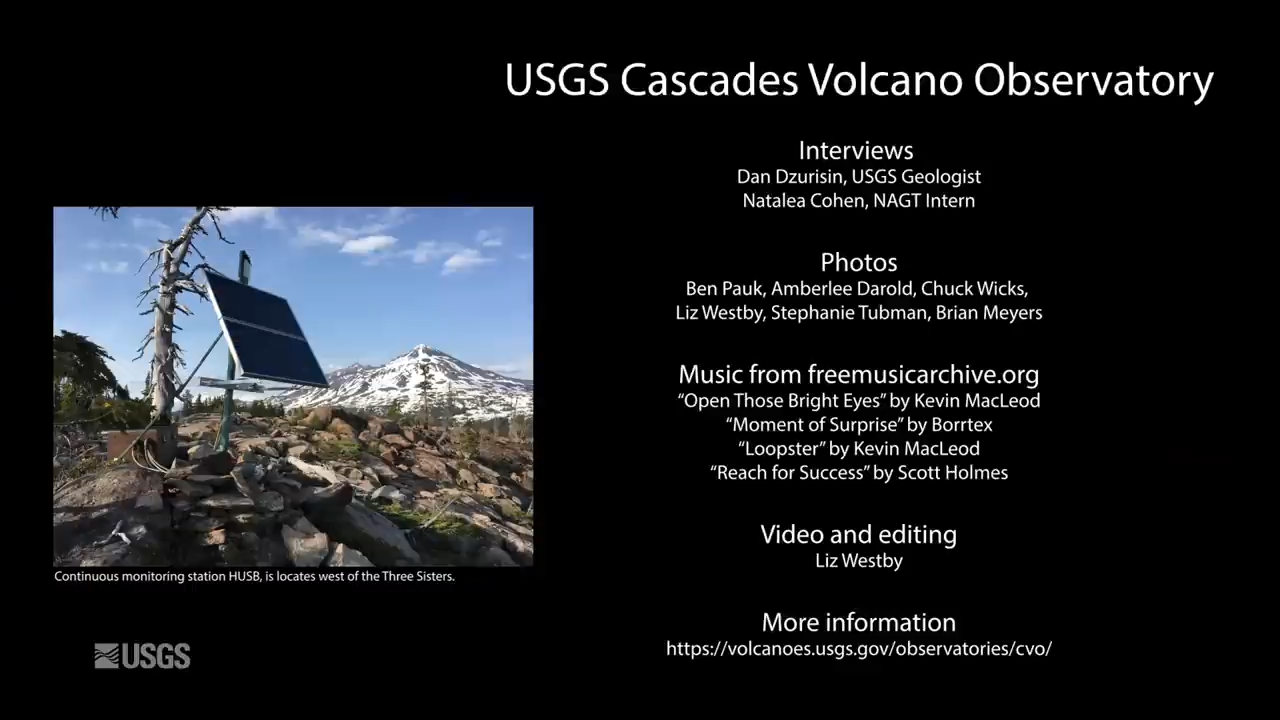 USGS Cascades Volcano Observatory
Interviews
Dan Dzurisin, USGS Geologist
Natalea Cohen, NAGT Intern
Photos
Ben Pauk, Amberlee Darold, Chuck Wicks,
Liz Westby, Stephanie Tubman, Brian Meyers
Music from freemusicarchive.org
“Open Those Bright Eyes” by Kevin MacLeod
“Moment of Surprise” by Borrtex
“Loopster” by Kevin MacLeod
“Reach for Success” by Scott Holmes
Video and editing
Liz Westby
More information
https://volcanoes.usgs.gov/observatories/cvo/
Continuous monitoring station HUSB, is locates west of the Three Sisters.
USGS